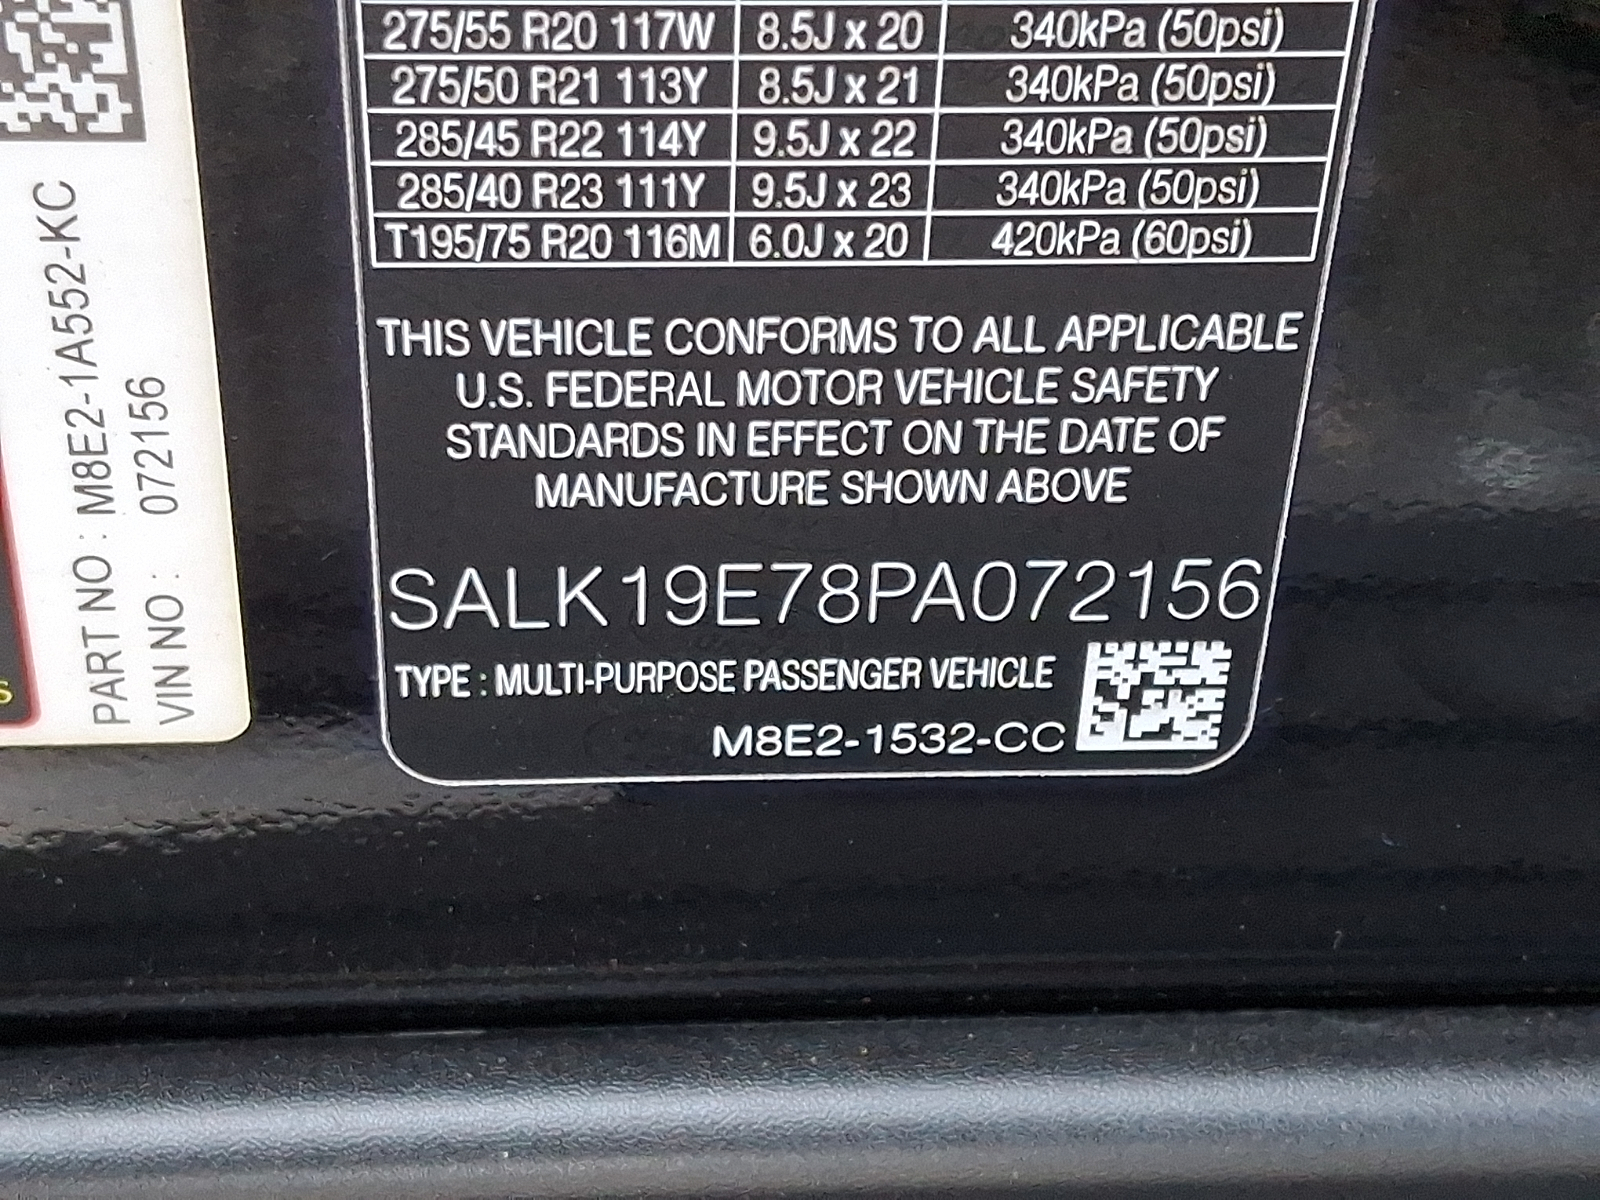 275/55 R20 117W 8.5J x 20 340kPa (50psi)
275/50 R21 113Y 8.5J x 21 340kPa (50psi)
285/45 R22 114Y 9.5J x 22 340kPa (50psi)
285/40 R23 111Y 9.5J x 23 340kPa (50psi)
T195/75 R20 116M 6.0J x 20 420kPa (60psi)
THIS VEHICLE CONFORMS TO ALL APPLICABLE
U.S. FEDERAL MOTOR VEHICLE SAFETY
STANDARDS IN EFFECT ON THE DATE OF
MANUFACTURE SHOWN ABOVE
SALK19E78PA072156
TYPE : MULTI-PURPOSE PASSENGER VEHICLE
M8E2-1532-CC
PART NO : M8E2-1A552-KC
VIN NO : 072156